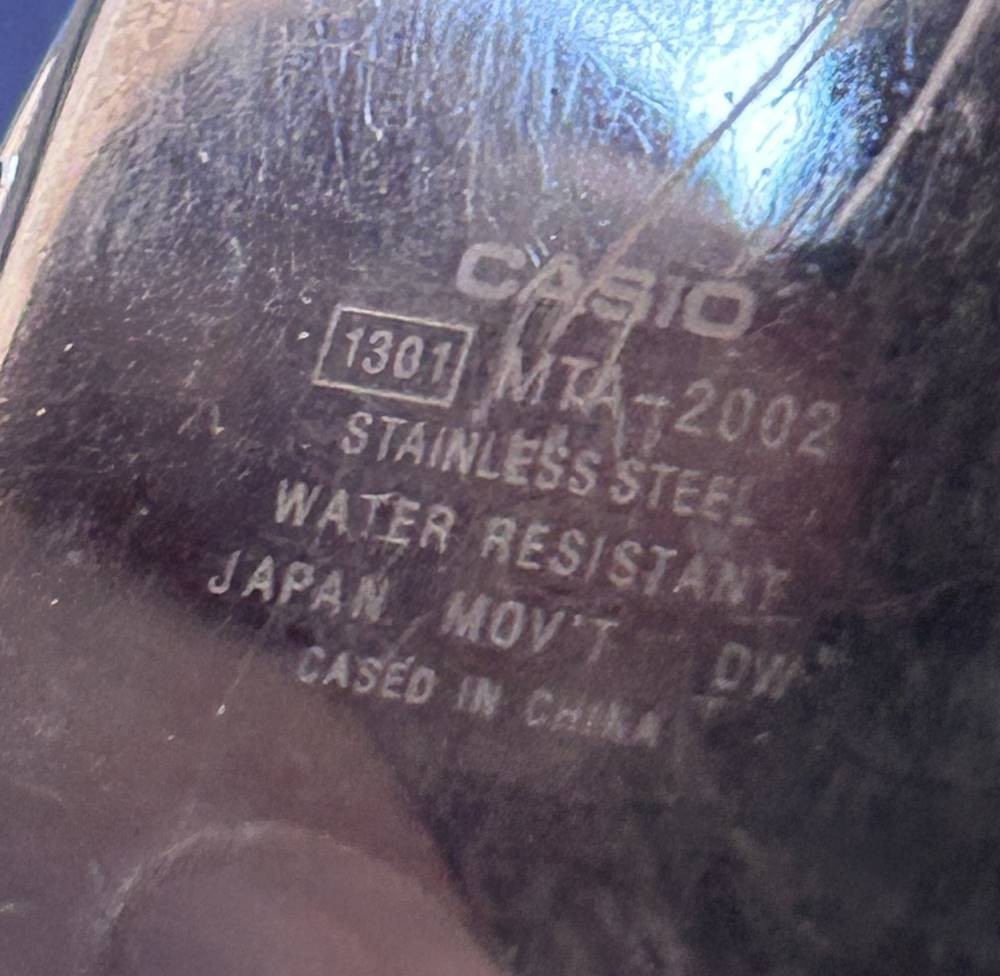 CASIO
1301 MTA-2002
STAINLESS STEEL
WATER RESISTANT
JAPAN MOV'T DW
CASED IN CHINA